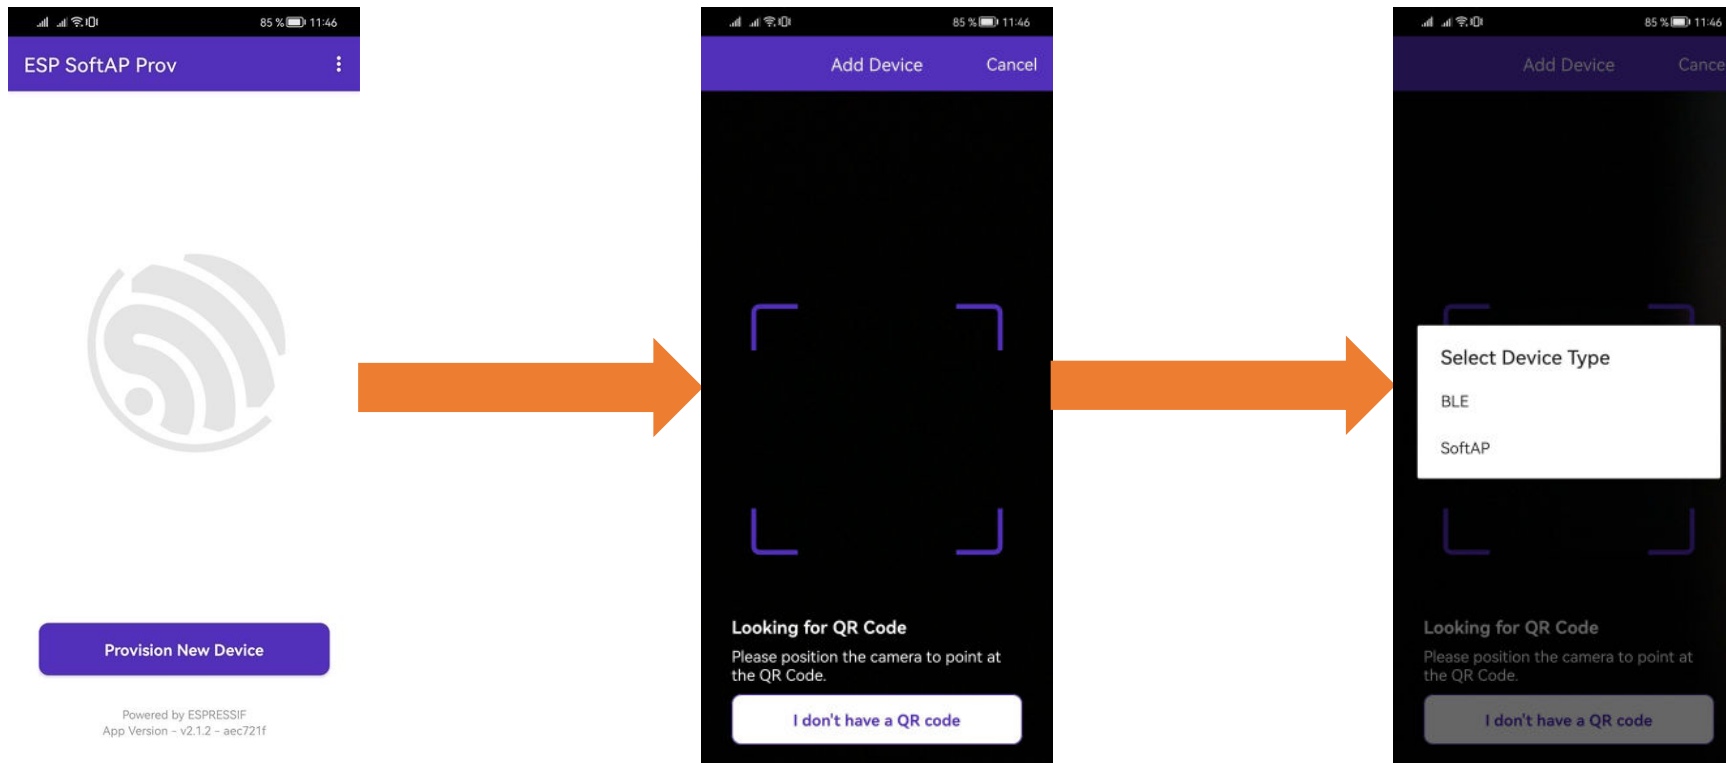 85 % 11:46
ESP SoftAP Prov
Provision New Device
Powered by ESPRESSIF
App Version - v2.1.2 - aec721f
85 % 11:46
Add Device
Cancel
Looking for QR Code
Please position the camera to point at
the QR Code.
I don't have a QR code
85 % 11:46
Add Device
Cance
Select Device Type
BLE
SoftAP
Looking for QR Code
Please position the camera to point at
the QR Code.
I don't have a QR code